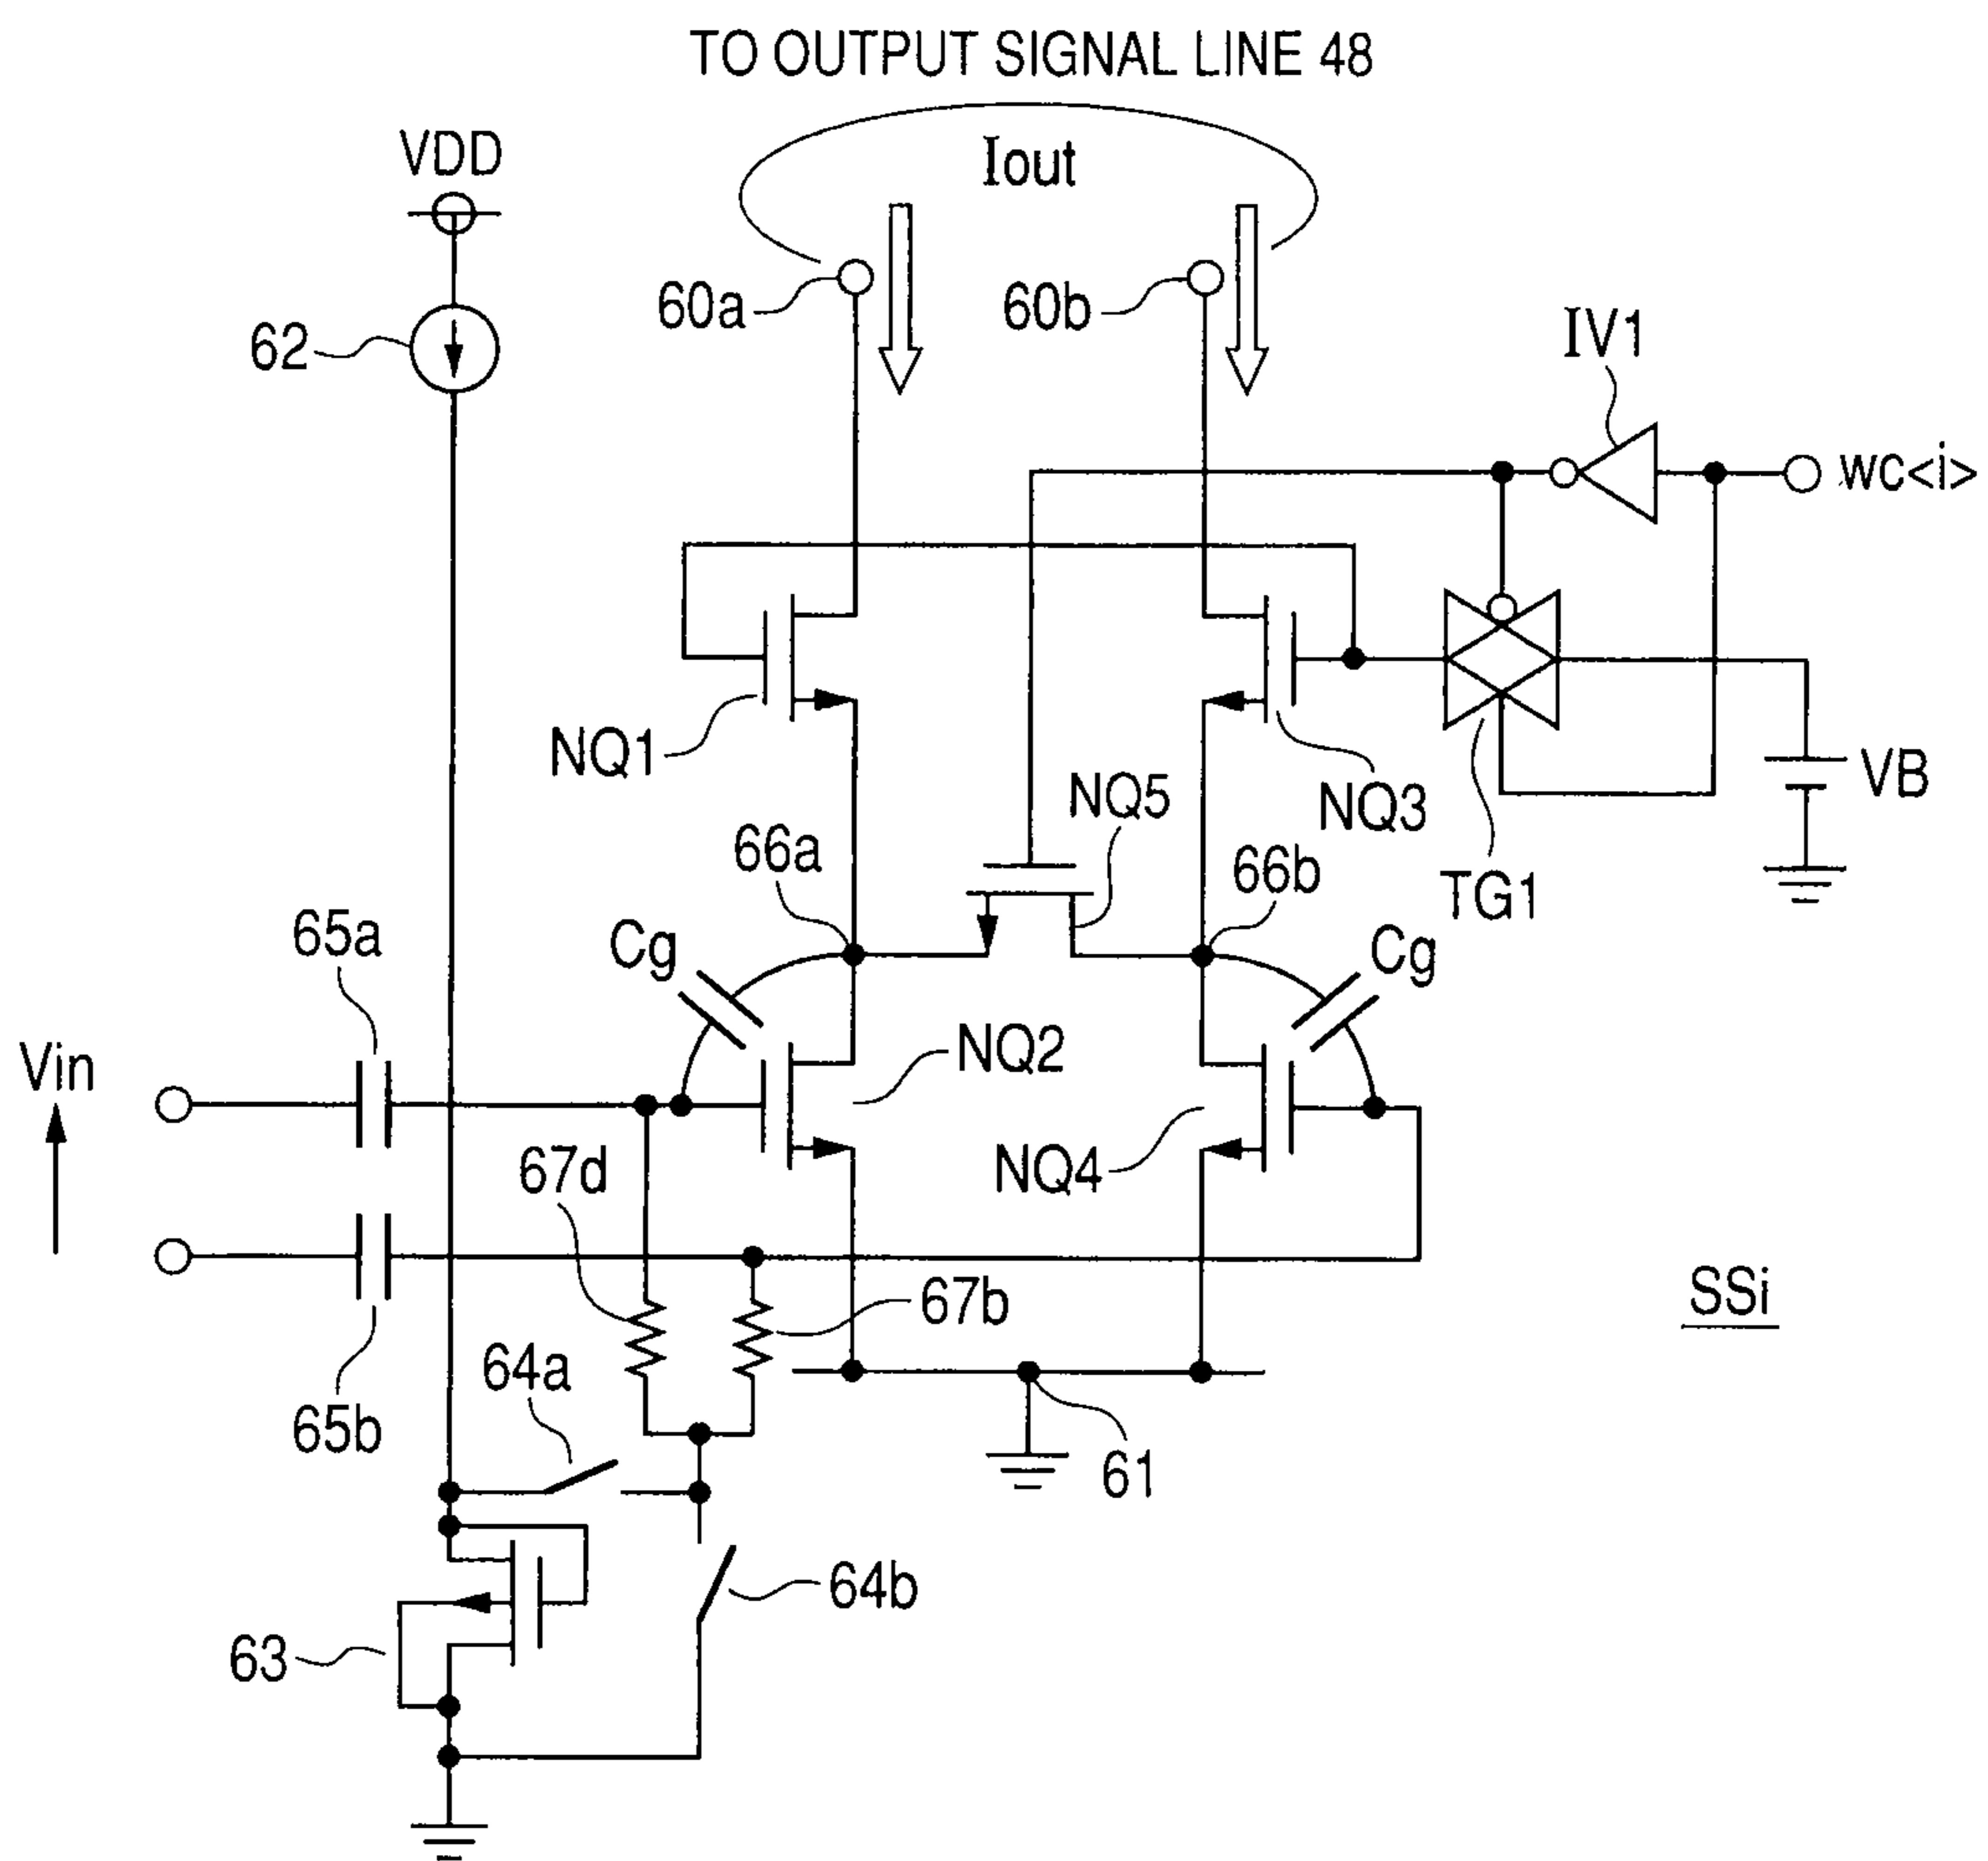 TO OUTPUT SIGNAL LINE 48
VDD
Iout
60a
60b
62
IV1
wc<i>
NQ1
NQ5
NQ3
VB
66a
66b
TG1
65a
Cg
Cg
Vin
NQ2
67d
NQ4
67b
SSi
64a
65b
61
64b
63